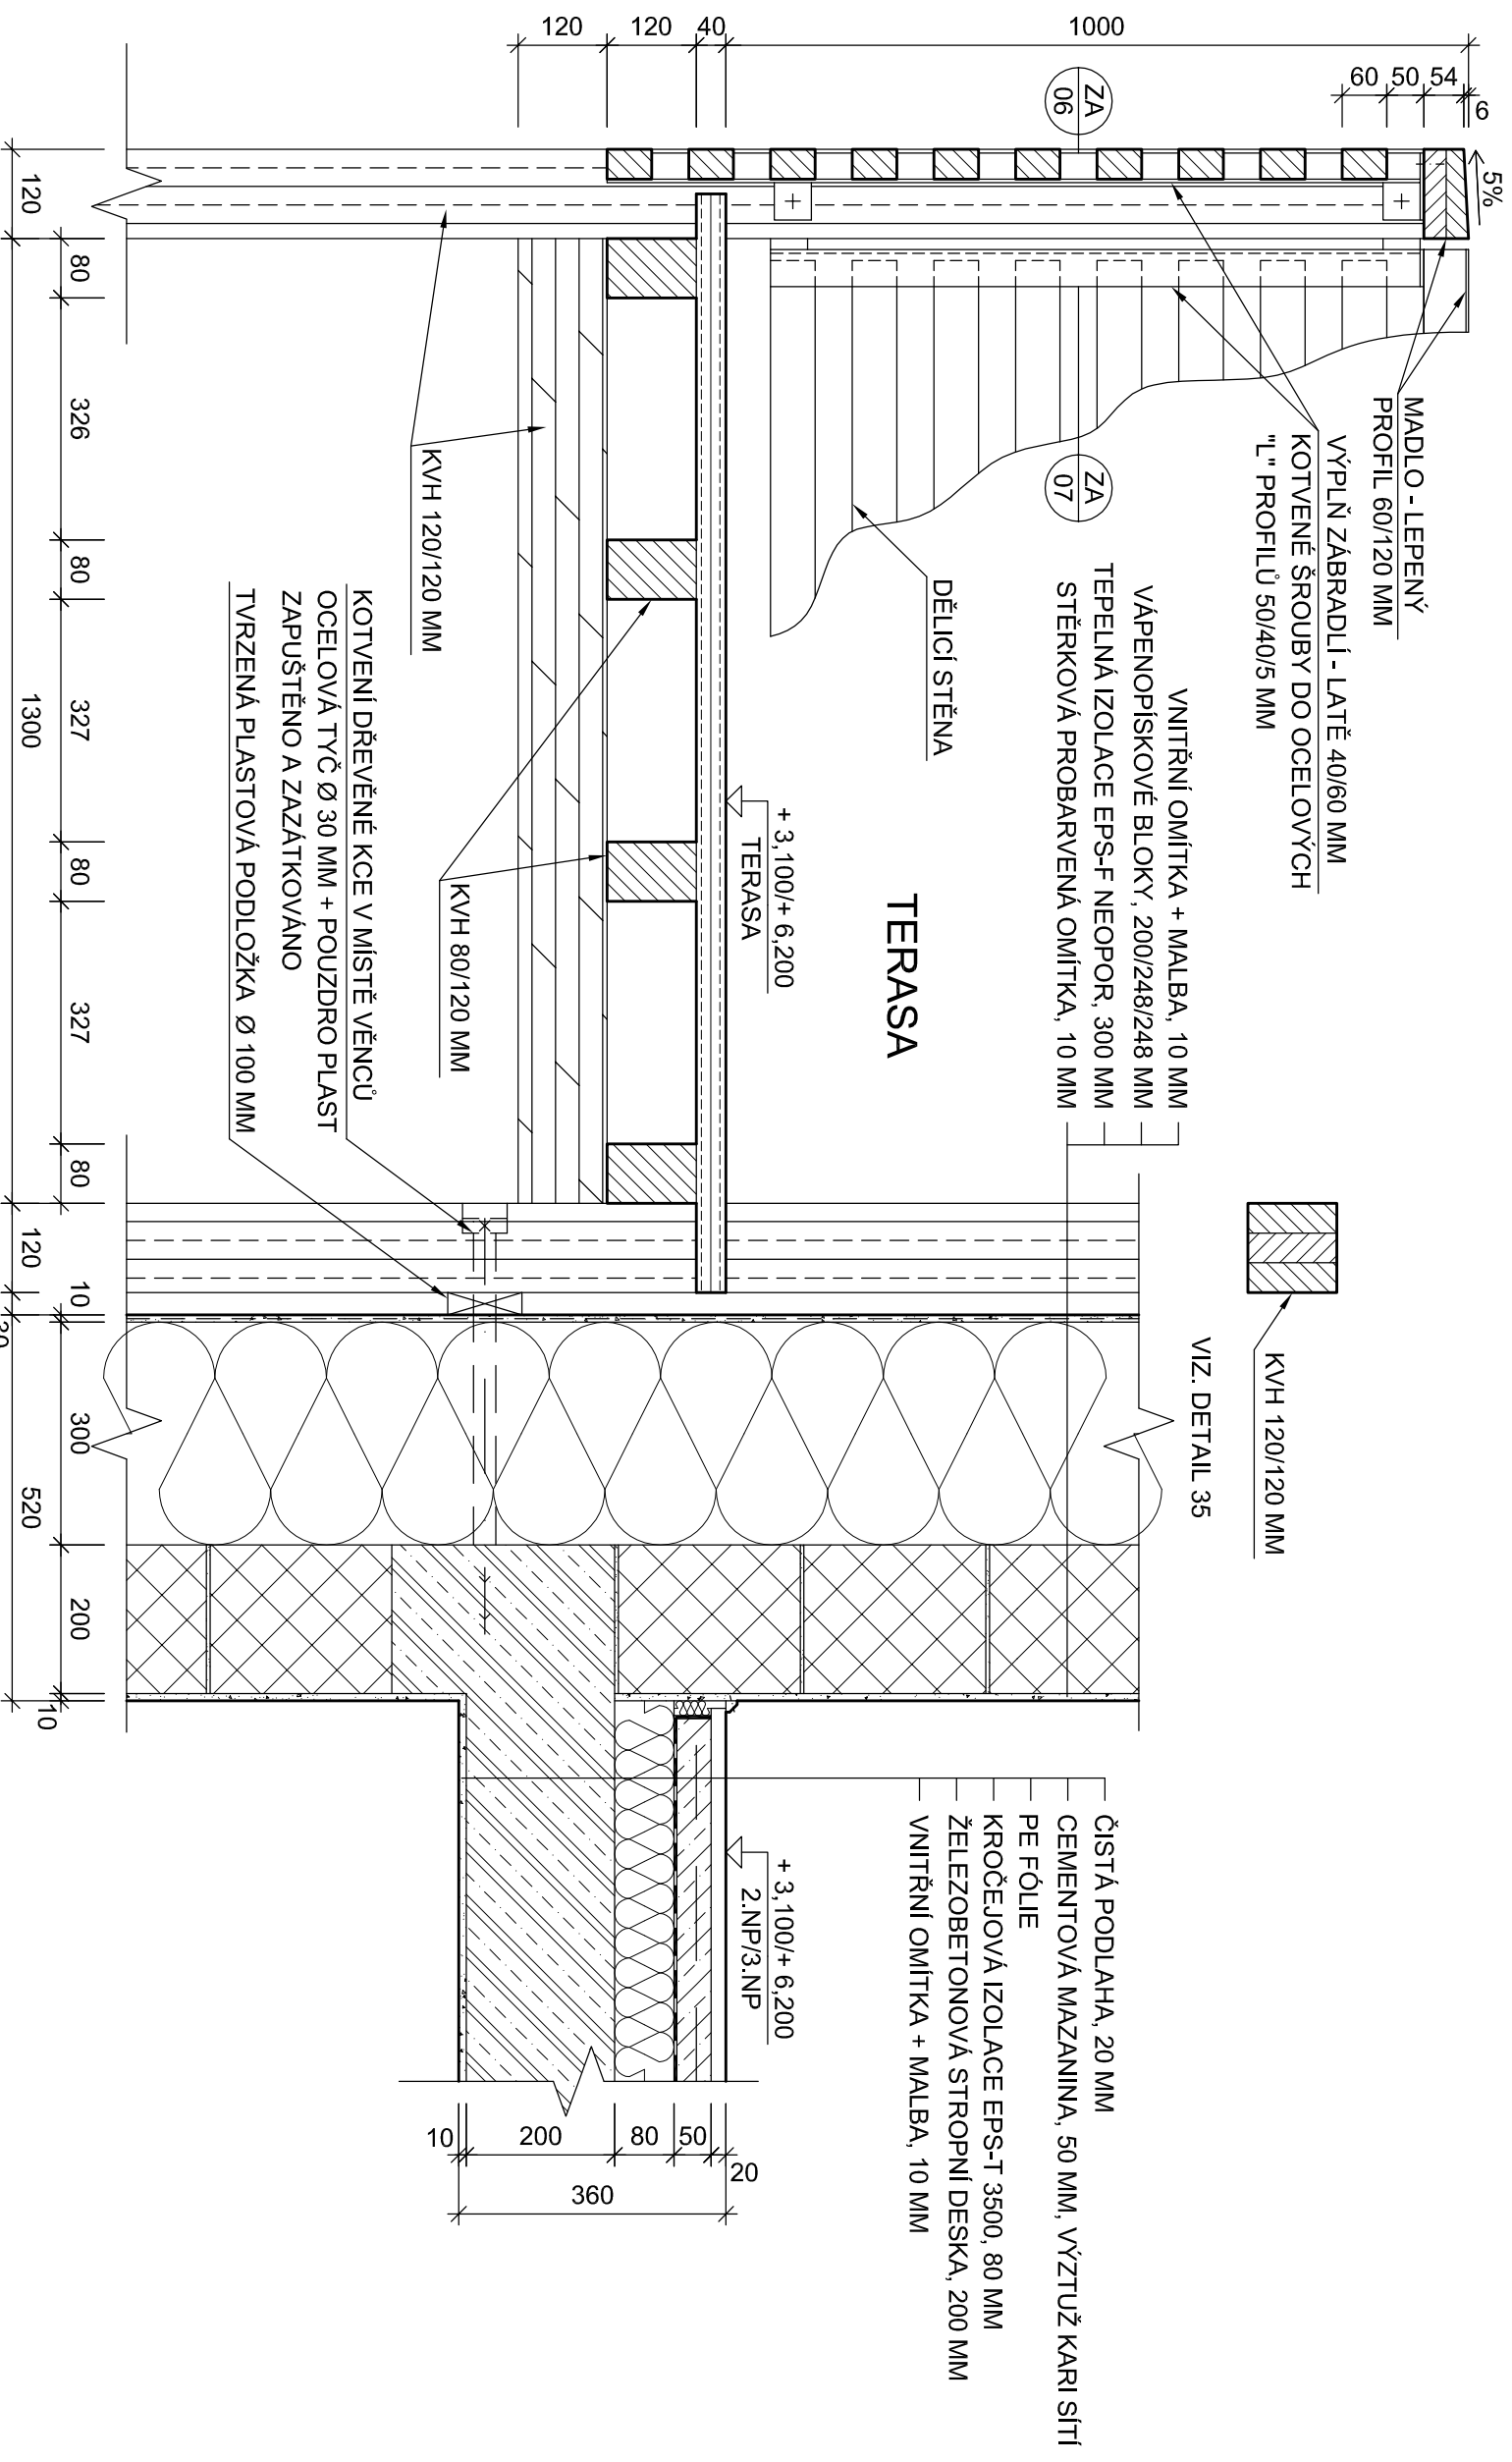 MADLO - LEPENÝ
PROFIL 60/120 MM
VÝPLŇ ZÁBRADLÍ - LATĚ 40/60 MM
KOTVENÉ ŠROUBY DO OCELOVÝCH
"L" PROFILŮ 50/40/5 MM
KVH 120/120 MM
VIZ. DETAIL 35
VNITŘNÍ OMÍTKA + MALBA, 10 MM
VÁPENOPÍSKOVÉ BLOKY, 200/248/248 MM
TEPELNÁ IZOLACE EPS-F NEOPOR, 300 MM
STĚRKOVÁ PROBARVENÁ OMÍTKA, 10 MM
ČISTÁ PODLAHA, 20 MM
CEMENTOVÁ MAZANINA, 50 MM, VÝZTUŽ KARI SÍTÍ
PE FÓLIE
KROČEJOVÁ IZOLACE EPS-T 3500, 80 MM
ŽELEZOBETONOVÁ STROPNÍ DESKA, 200 MM
VNITŘNÍ OMÍTKA + MALBA, 10 MM
DĚLICÍ STĚNA
TERASA
+ 3,100/+ 6,200
TERASA
+ 3,100/+ 6,200
2.NP/3.NP
KVH 120/120 MM
KVH 80/120 MM
KOTVENÍ DŘEVĚNÉ KCE V MÍSTĚ VĚNCŮ
OCELOVÁ TYČ Ø 30 MM + POUZDRO PLAST
ZAPUŠTĚNO A ZAZÁTKOVÁNO
TVRZENÁ PLASTOVÁ PODLOŽKA Ø 100 MM
5%
ZA
06
ZA
07
1000
40
120
120
6
54
50
60
20
50
80
200
10
360
80
326
80
327
80
327
80
10
300
200
10
120
1300
120
30
520